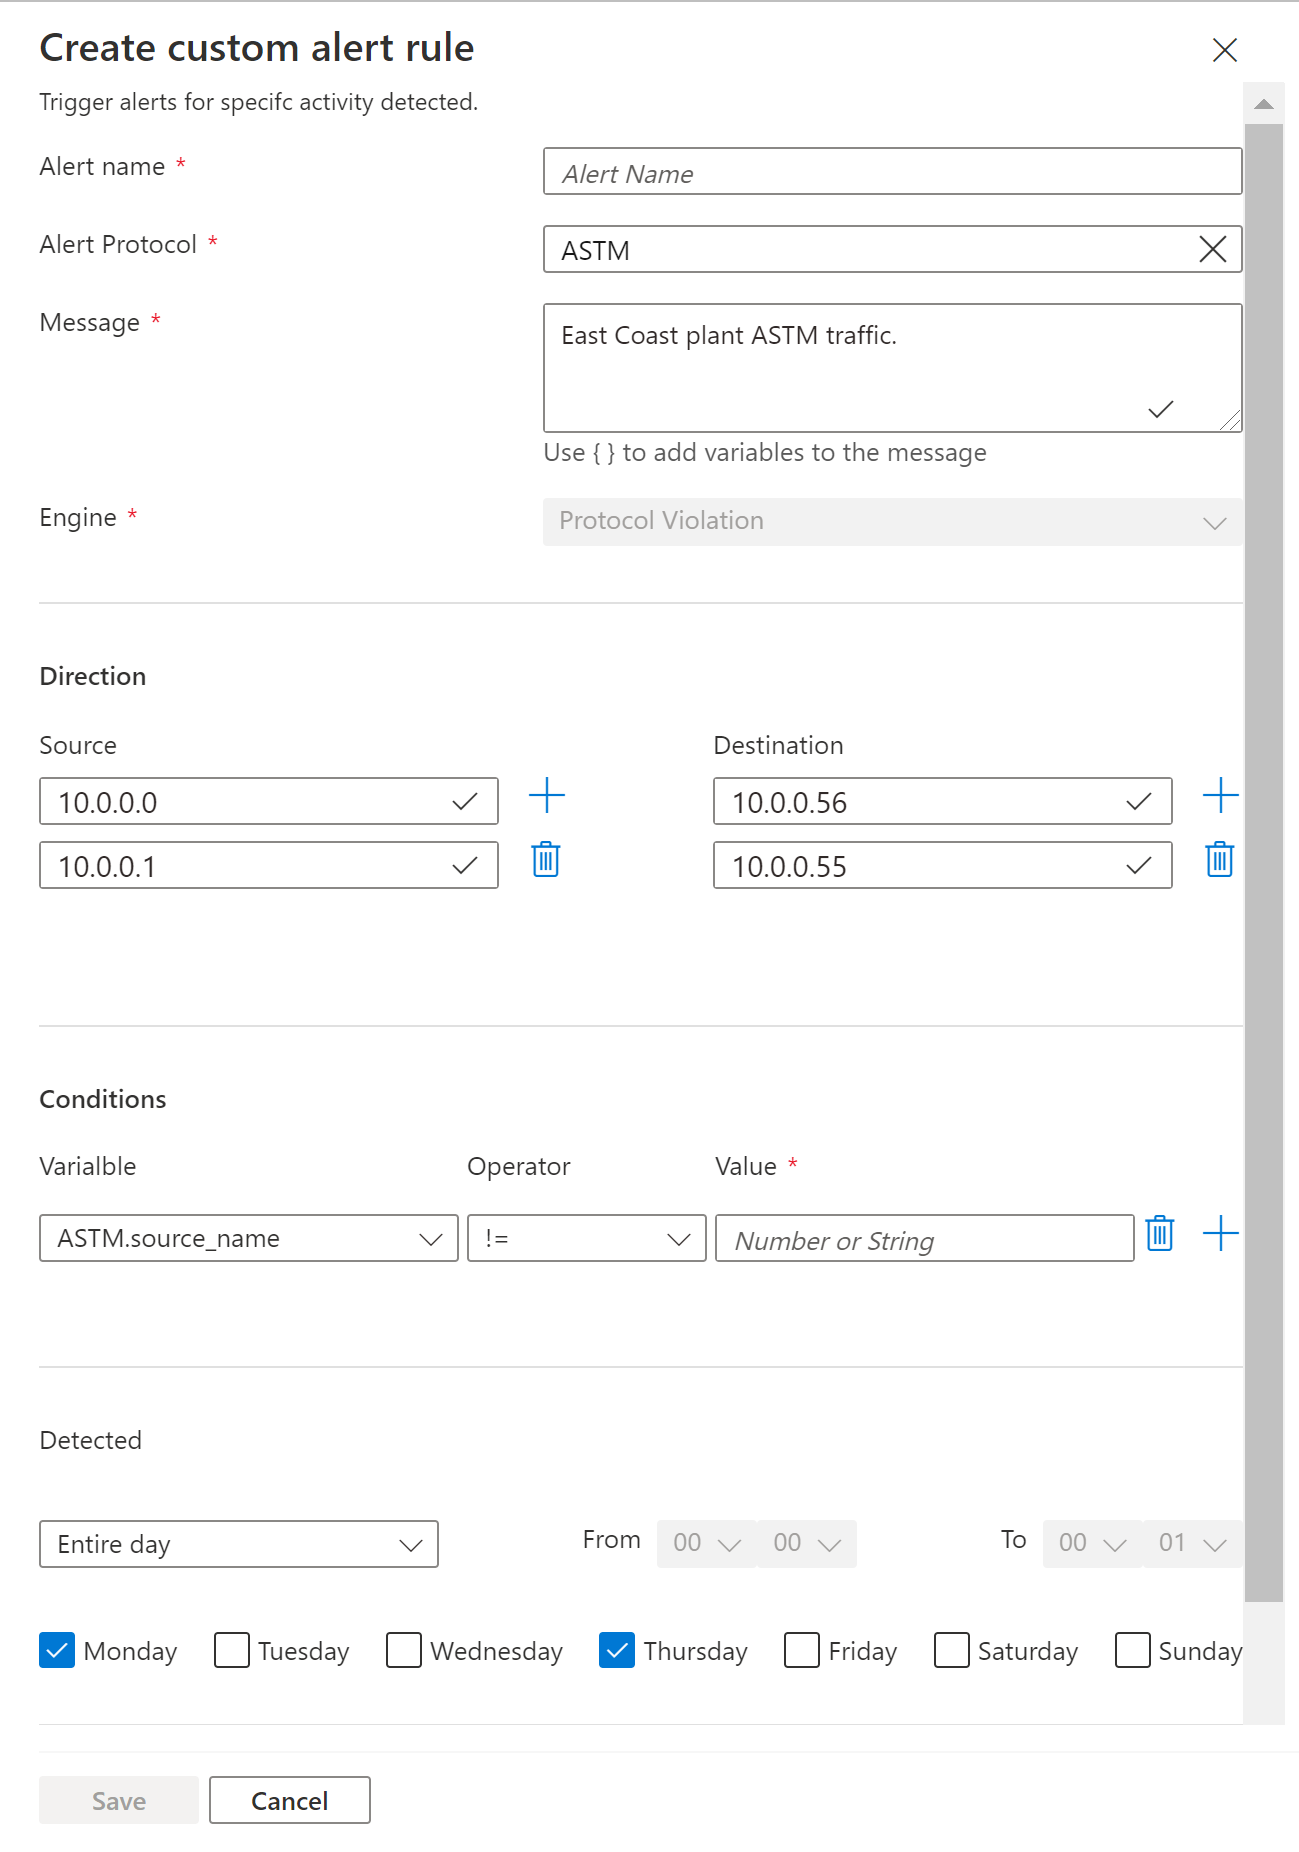 Create custom alert rule
Trigger alerts for specifc activity detected.
Alert name *
Alert Name
Alert Protocol *
ASTM
Message *
East Coast plant ASTM traffic.
Use { } to add variables to the message
Engine *
Protocol Violation
Direction
Source Destination
10.0.0.0 10.0.0.56
10.0.0.1 10.0.0.55
Conditions
Varialble Operator Value *
ASTM.source_name != Number or String
Detected
Entire day From 00 00 To 00 01
Monday Tuesday Wednesday Thursday Friday Saturday Sunday
Save Cancel